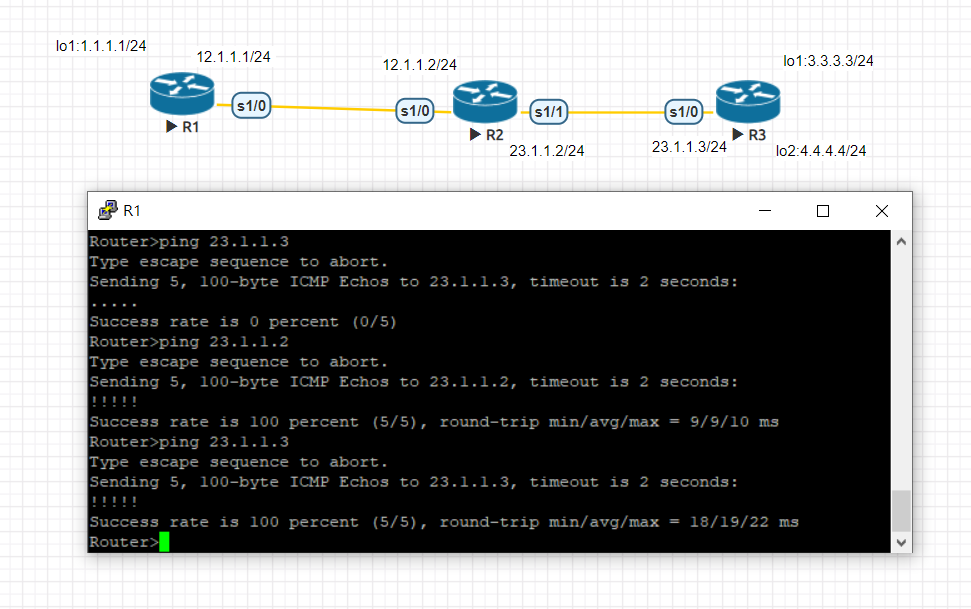 lo1:1.1.1.1/24
12.1.1.1/24
12.1.1.2/24
lo1:3.3.3.3/24
s1/0
s1/0
s1/1
s1/0
R1
R2
R3
23.1.1.2/24
23.1.1.3/24
lo2:4.4.4.4/24
R1
Router>ping 23.1.1.3
Type escape sequence to abort.
Sending 5, 100-byte ICMP Echos to 23.1.1.3, timeout is 2 seconds:
.....
Success rate is 0 percent (0/5)
Router>ping 23.1.1.2
Type escape sequence to abort.
Sending 5, 100-byte ICMP Echos to 23.1.1.2, timeout is 2 seconds:
!!!!!
Success rate is 100 percent (5/5), round-trip min/avg/max = 9/9/10 ms
Router>ping 23.1.1.3
Type escape sequence to abort.
Sending 5, 100-byte ICMP Echos to 23.1.1.3, timeout is 2 seconds:
!!!!!
Success rate is 100 percent (5/5), round-trip min/avg/max = 18/19/22 ms
Router>